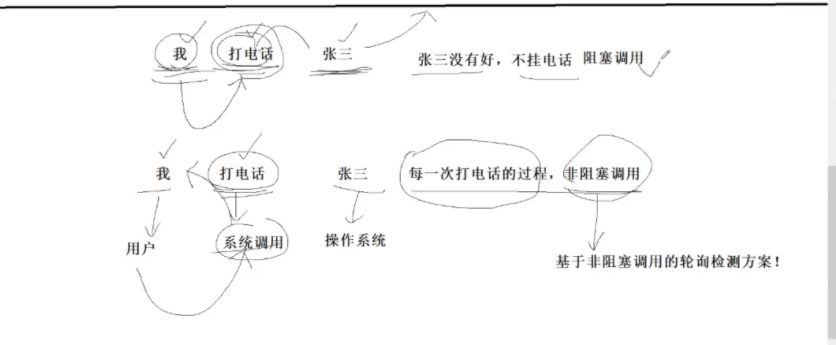 我 打电话 张三 张三没有好，不挂电话 阻塞调用
我 打电话 张三 每一次打电话的过程，非阻塞调用
用户 系统调用 操作系统
基于非阻塞调用的轮询检测方案！